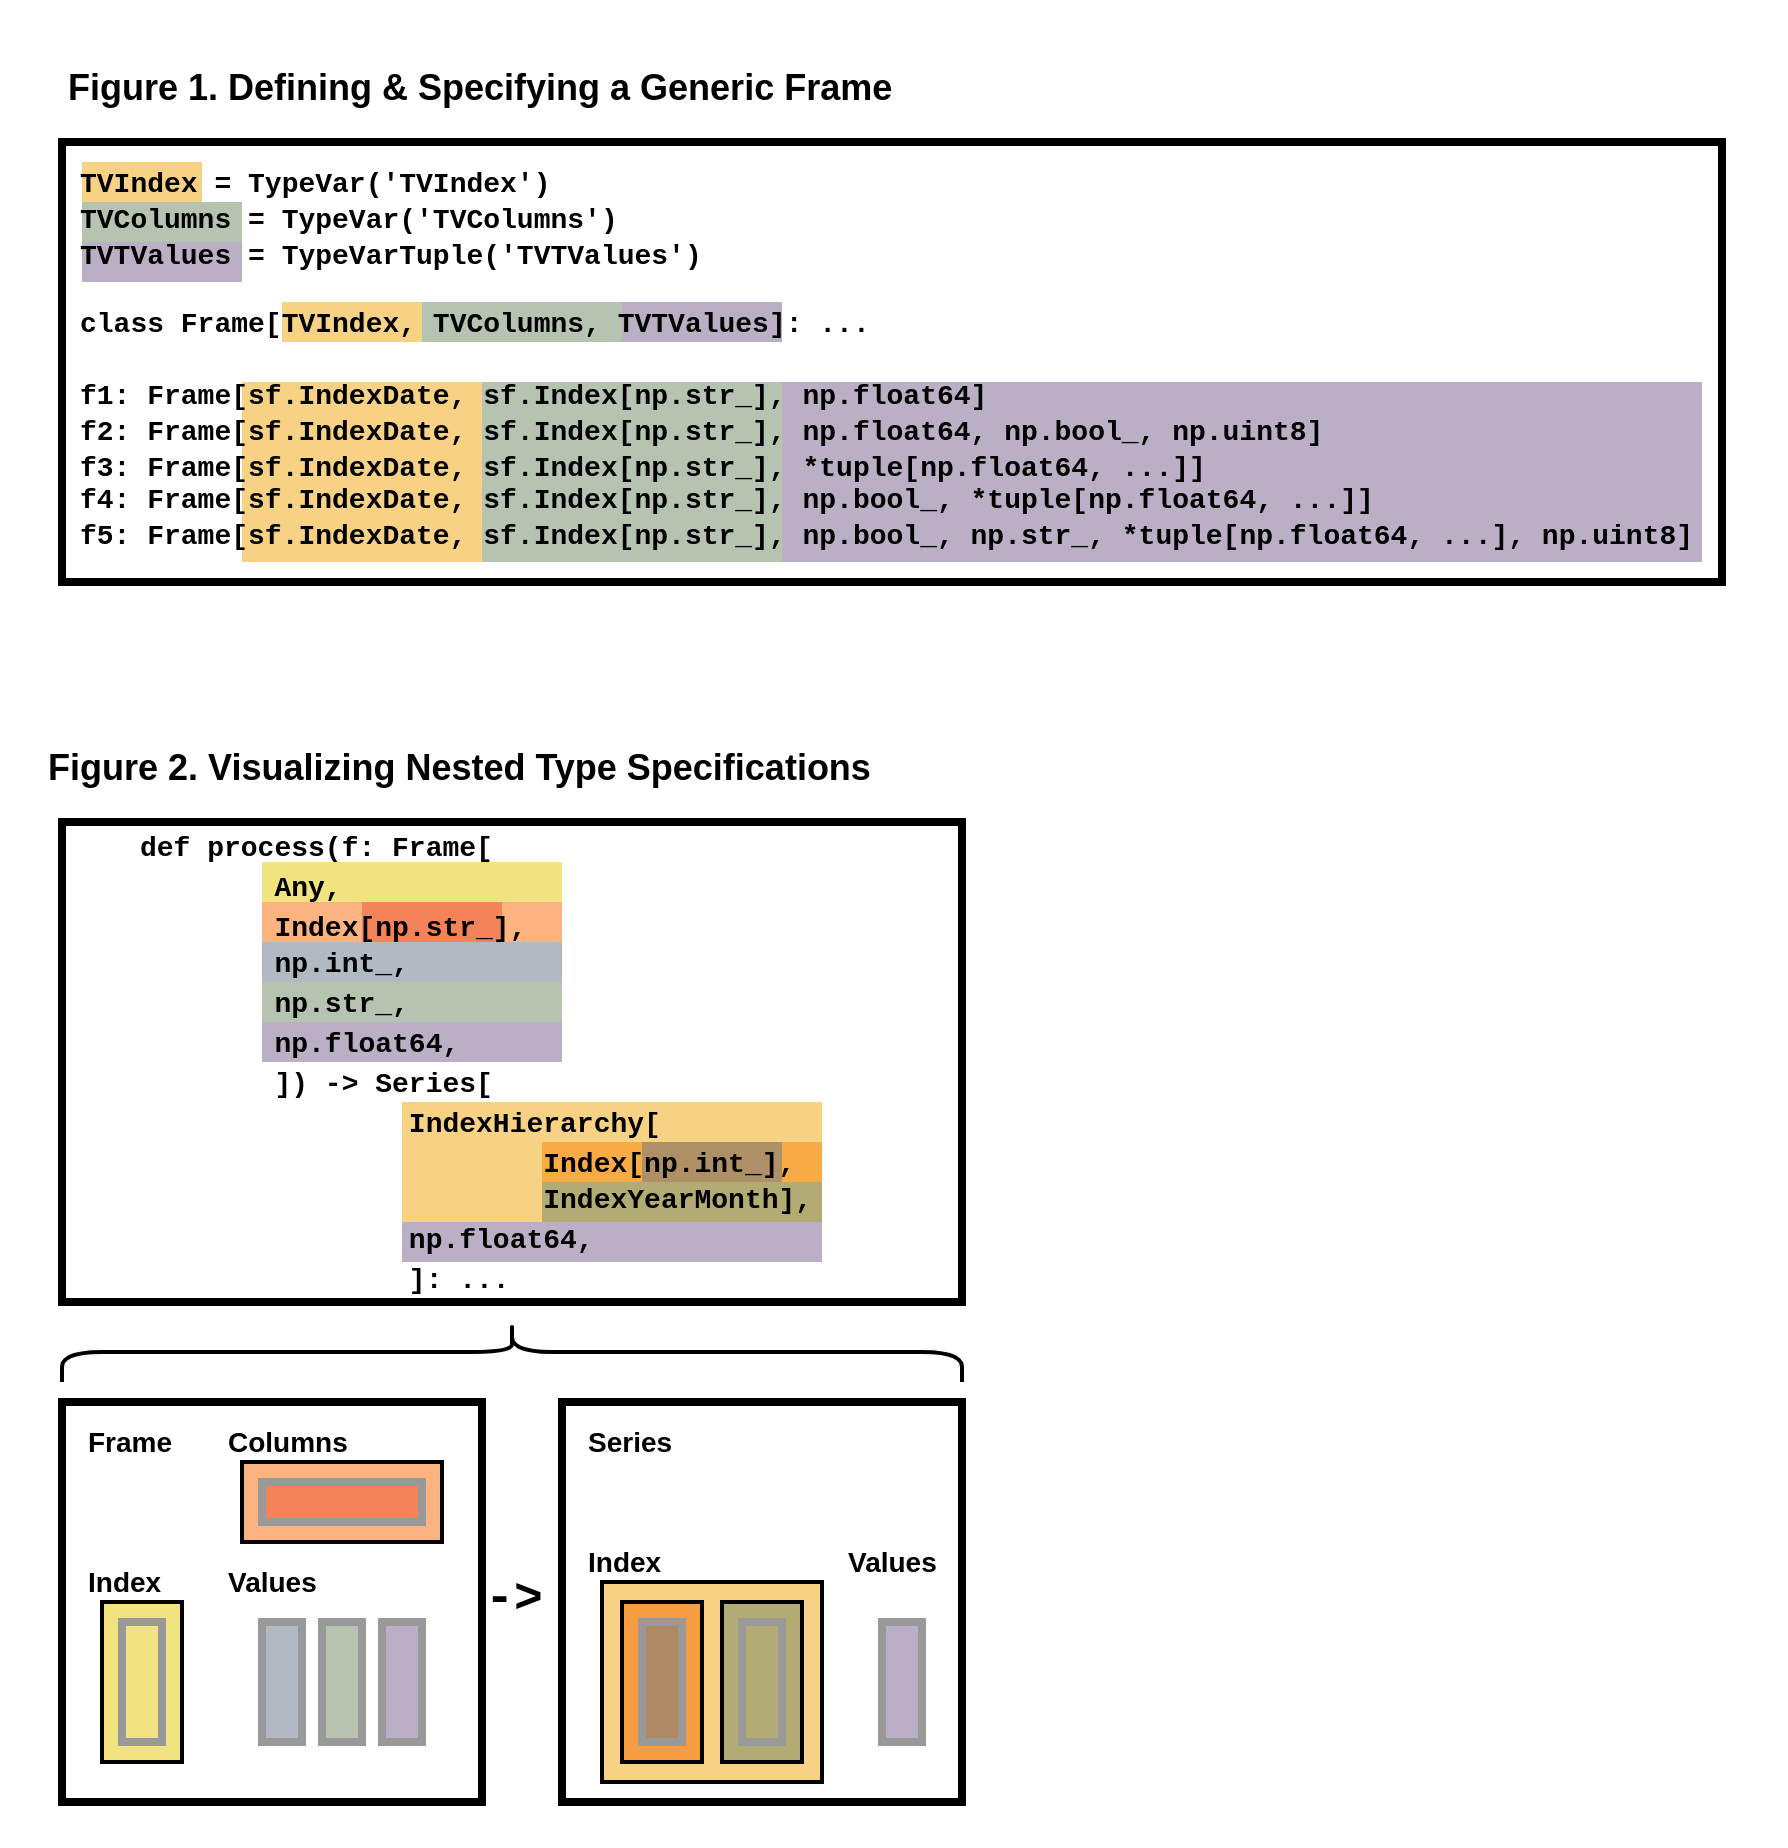 Figure 1. Defining & Specifying a Generic Frame
TVIndex = TypeVar('TVIndex')
TVColumns = TypeVar('TVColumns')
TVTValues = TypeVarTuple('TVTValues')
class Frame[TVIndex, TVColumns, TVTValues]: ...
f1: Frame[sf.IndexDate, sf.Index[np.str_], np.float64]
f2: Frame[sf.IndexDate, sf.Index[np.str_], np.float64, np.bool_, np.uint8]
f3: Frame[sf.IndexDate, sf.Index[np.str_], *tuple[np.float64, ...]]
f4: Frame[sf.IndexDate, sf.Index[np.str_], np.bool_, *tuple[np.float64, ...]]
f5: Frame[sf.IndexDate, sf.Index[np.str_], np.bool_, np.str_, *tuple[np.float64, ...], np.uint8]
Figure 2. Visualizing Nested Type Specifications
def process(f: Frame[
Any,
Index[np.str_],
np.int_,
np.str_,
np.float64,
]) -> Series[
IndexHierarchy[
Index[np.int_],
IndexYearMonth],
np.float64,
]: ...
Frame
Columns
Index
Values
->
Series
Index
Values